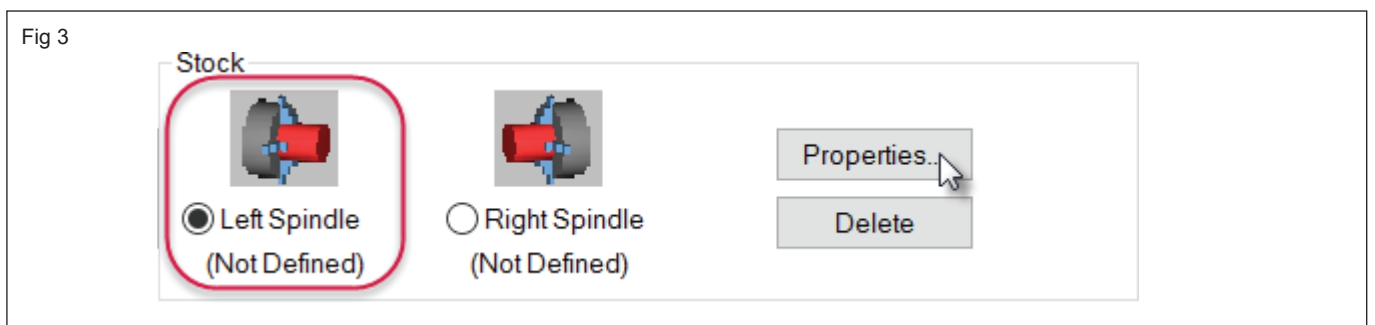 Fig 3
Stock
Left Spindle
(Not Defined)
Right Spindle
(Not Defined)
Properties...
Delete